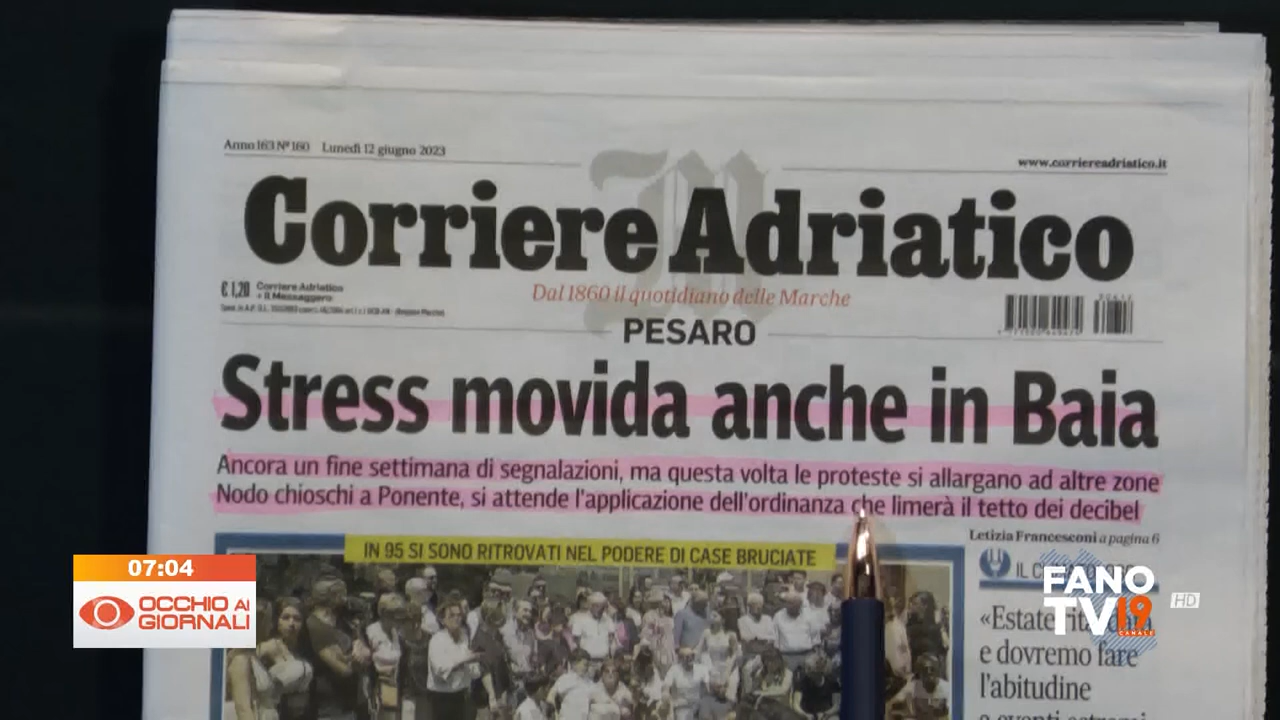 Anno 163 N° 160 Lunedì 12 giugno 2023
www.corriereadriatico.it
Corriere Adriatico
€ 1,20 Corriere Adriatico
+ Il Messaggero
Dal 1860 il quotidiano delle Marche
PESARO
Stress movida anche in Baia
Ancora un fine settimana di segnalazioni, ma questa volta le proteste si allargano ad altre zone
Nodo chioschi a Ponente, si attende l'applicazione dell'ordinanza che limerà il tetto dei decibel
Letizia Francesconi a pagina 6
IN 95 SI SONO RITROVATI NEL PODERE DI CASE BRUCIATE
IL
«Estate
e dovremo fare
l'abitudine
07:04
OCCHIO AI
GIORNALI
FANO
TV 19
CANALE
HD